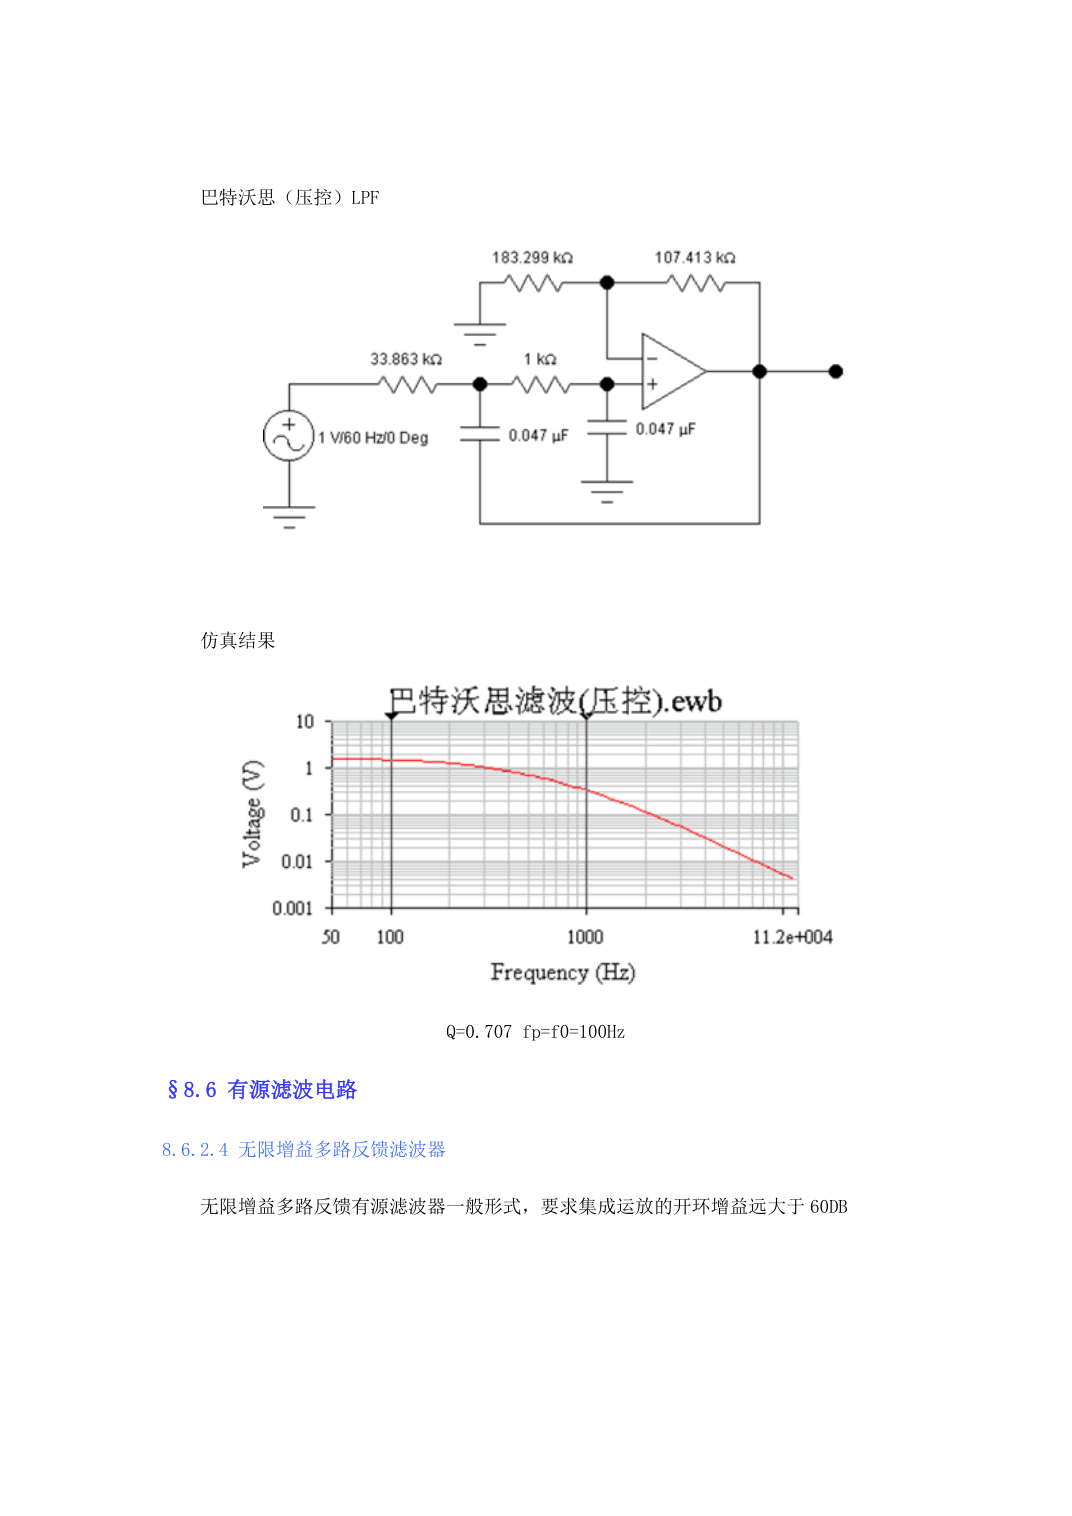 巴特沃思（压控）LPF
183.299 kΩ
107.413 kΩ
33.863 kΩ
1 kΩ
1 V/60 Hz/0 Deg
0.047 μF
0.047 μF
仿真结果
巴特沃思滤波(压控).ewb
10
1
0.1
0.01
0.001
Voltage (V)
50 100 1000 11.2e+004
Frequency (Hz)
Q=0.707 fp=f0=100Hz
§8.6 有源滤波电路
8.6.2.4 无限增益多路反馈滤波器
无限增益多路反馈有源滤波器一般形式，要求集成运放的开环增益远大于 60DB